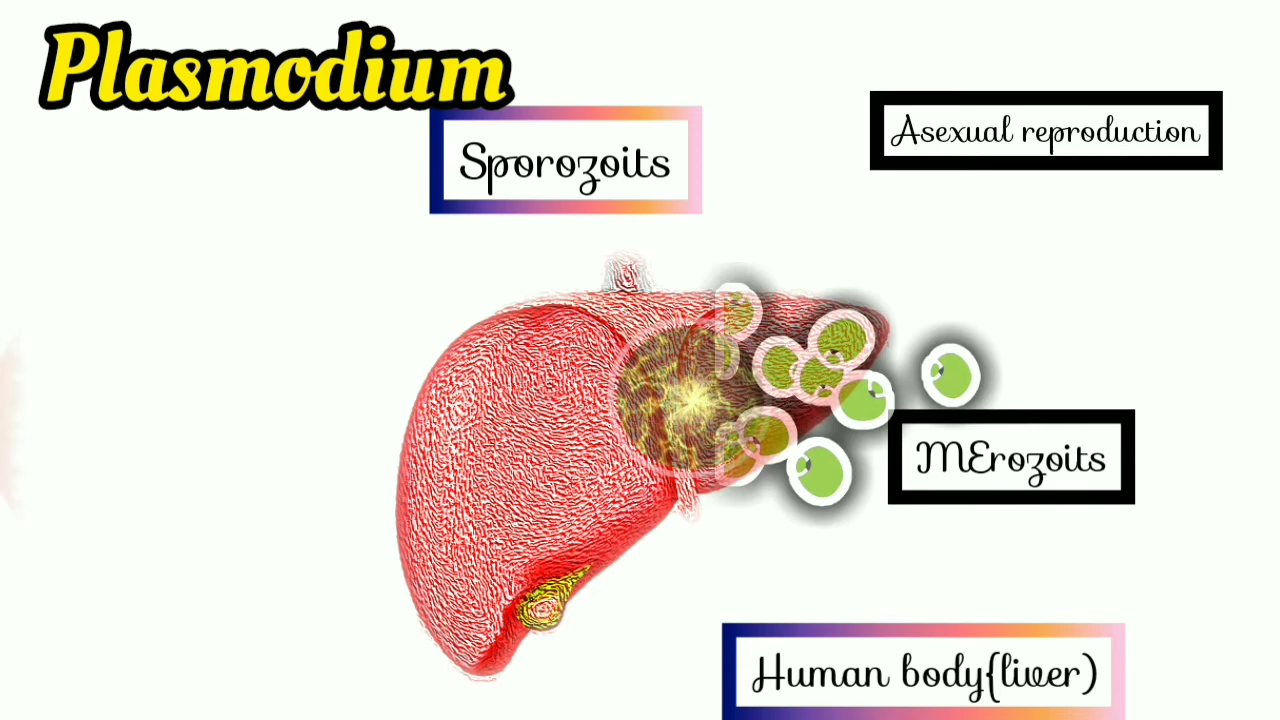 Plasmodium
Sporozoits
Asexual reproduction
MErozoits
Human body{liver)